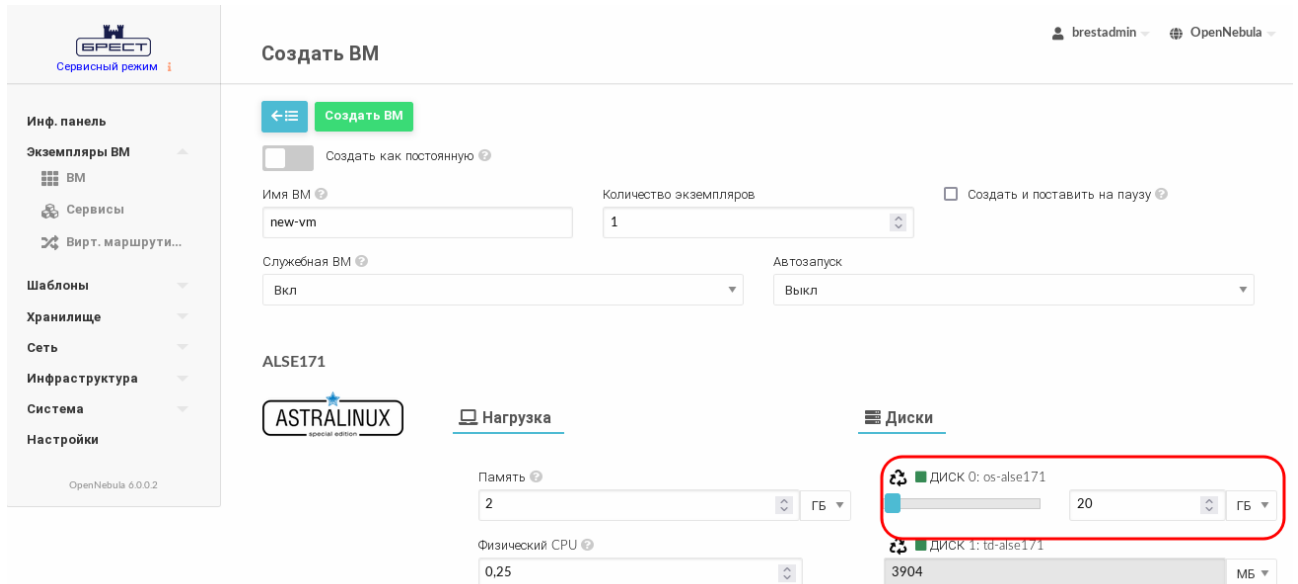 БРЕСТ
Сервисный режим i
Создать ВМ
brestadmin
OpenNebula
Инф. панель
Экземпляры ВМ
ВМ
Сервисы
Вирт. маршрути...
Шаблоны
Хранилище
Сеть
Инфраструктура
Система
Настройки
OpenNebula 6.0.0.2
Создать ВМ
Создать как постоянную ?
Имя ВМ ?
new-vm
Количество экземпляров
1
Создать и поставить на паузу ?
Служебная ВМ ?
Вкл
Автозапуск
Выкл
ALSE171
ASTRALINUX
special edition
Нагрузка
Память ?
2 ГБ
Физический CPU ?
0,25
Диски
ДИСК 0: os-alse171
20 ГБ
ДИСК 1: td-alse171
3904 МБ